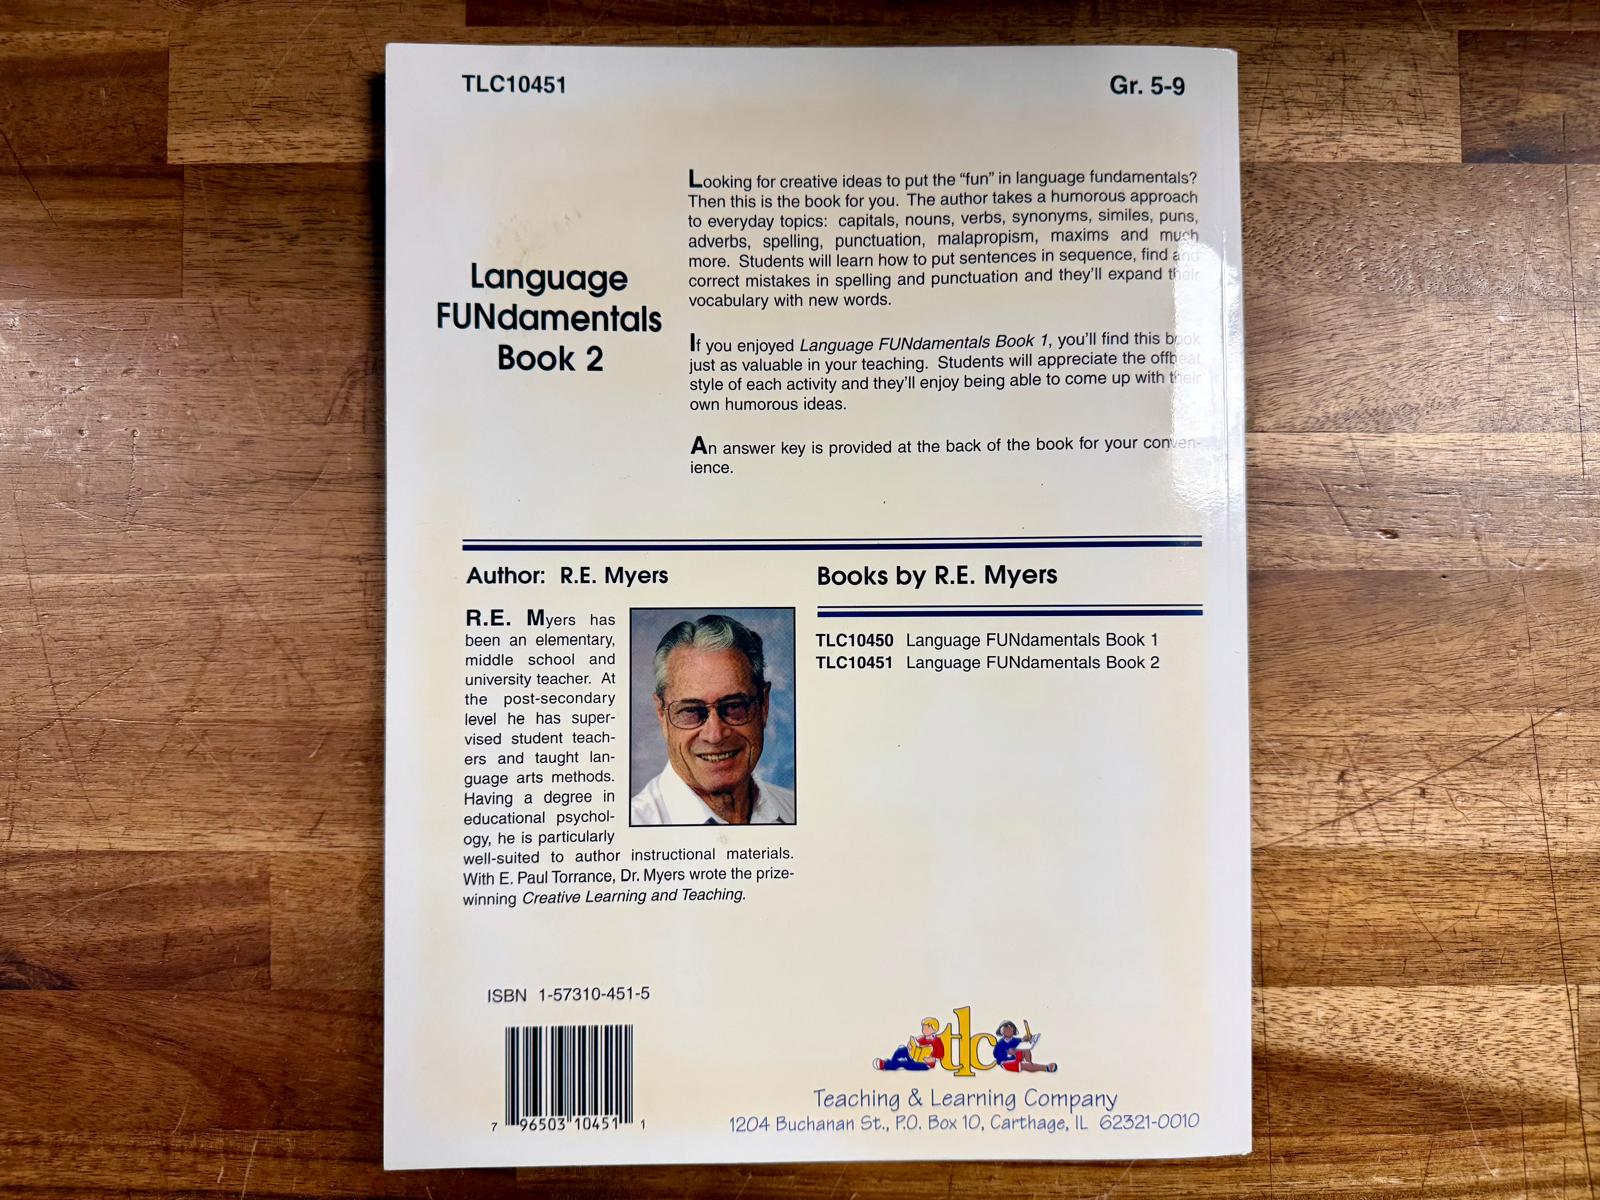 TLC10451
Gr. 5-9
Language
FUNdamentals
Book 2
Looking for creative ideas to put the “fun” in language fundamentals?
Then this is the book for you. The author takes a humorous approach
to everyday topics: capitals, nouns, verbs, synonyms, similes, puns,
adverbs, spelling, punctuation, malapropism, maxims and much
more. Students will learn how to put sentences in sequence, find and
correct mistakes in spelling and punctuation and they'll expand their
vocabulary with new words.
If you enjoyed Language FUNdamentals Book 1, you'll find this book
just as valuable in your teaching. Students will appreciate the offbeat
style of each activity and they'll enjoy being able to come up with their
own humorous ideas.
An answer key is provided at the back of the book for your conven-
ience.
Author: R.E. Myers
R.E. Myers has
been an elementary,
middle school and
university teacher. At
the post-secondary
level he has super-
vised student teach-
ers and taught lan-
guage arts methods.
Having a degree in
educational psychol-
ogy, he is particularly
well-suited to author instructional materials.
With E. Paul Torrance, Dr. Myers wrote the prize-
winning Creative Learning and Teaching.
Books by R.E. Myers
TLC10450 Language FUNdamentals Book 1
TLC10451 Language FUNdamentals Book 2
ISBN 1-57310-451-5
7 96503 10451 1
tlc
Teaching & Learning Company
1204 Buchanan St., P.O. Box 10, Carthage, IL 62321-0010